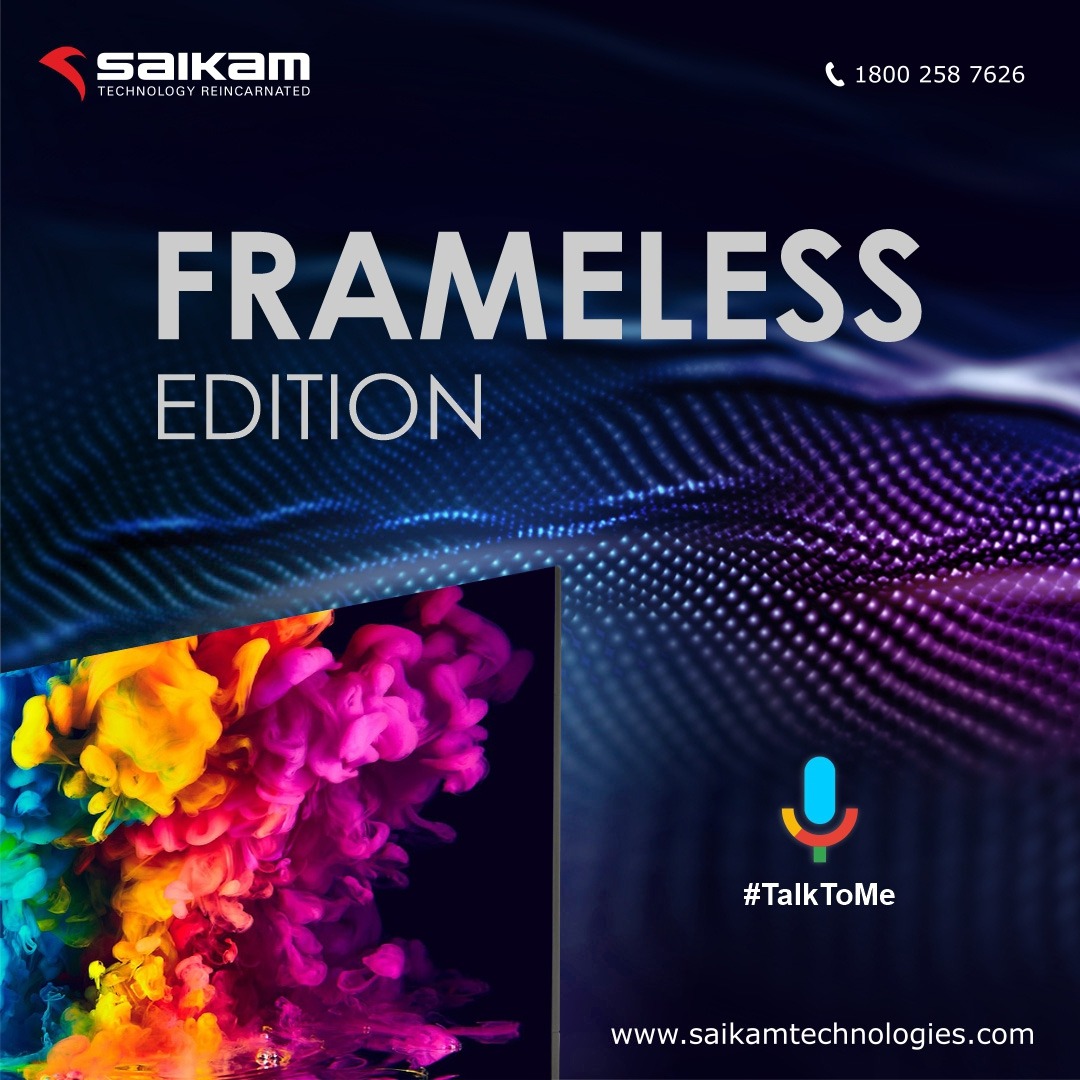 SAIKAM
TECHNOLOGY REINCARNATED
1800 258 7626
FRAMELESS
EDITION
#TalkToMe
www.saikamtechnologies.com